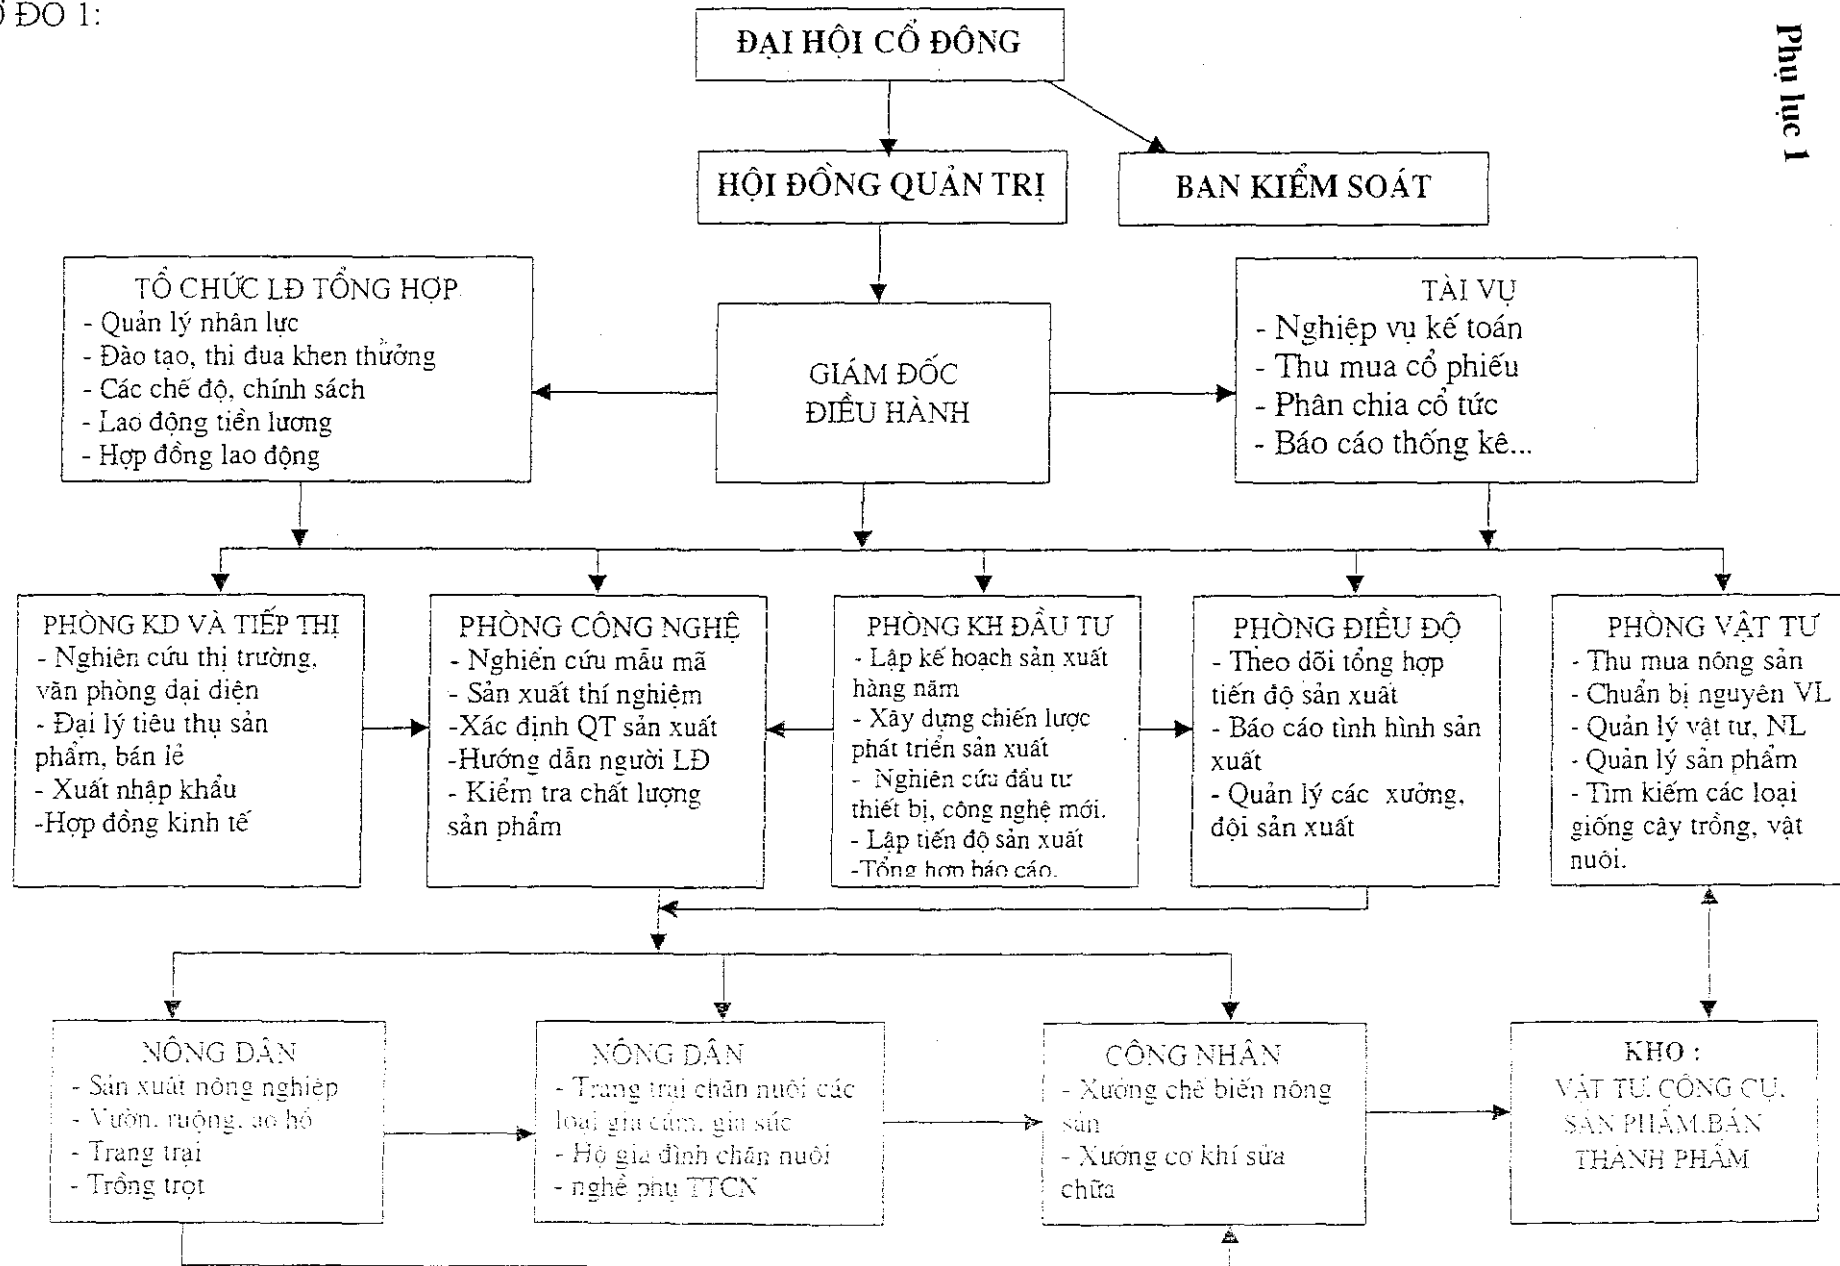 ĐO 1:
Phụ lục 1
ĐẠI HỘI CỔ ĐÔNG
HỘI ĐỒNG QUẢN TRỊ
BAN KIỂM SOÁT
TỔ CHỨC LĐ TỔNG HỢP
- Quản lý nhân lực
- Đào tạo, thi đua khen thưởng
- Các chế độ, chính sách
- Lao động tiền lương
- Hợp đồng lao động
GIÁM ĐỐC
ĐIỀU HÀNH
TÀI VỤ
- Nghiệp vụ kế toán
- Thu mua cổ phiếu
- Phân chia cổ tức
- Báo cáo thống kê...
PHÒNG KD VÀ TIẾP THỊ
- Nghiên cứu thị trường,
văn phòng đại diện
- Đại lý tiêu thụ sản
phẩm, bán lẻ
- Xuất nhập khẩu
-Hợp đồng kinh tế
PHÒNG CÔNG NGHỆ
- Nghiên cứu mẫu mã
- Sản xuất thí nghiệm
-Xác định QT sản xuất
-Hướng dẫn người LĐ
- Kiểm tra chất lượng
sản phẩm
PHÒNG KH ĐẦU TƯ
- Lập kế hoạch sản xuất
hàng năm
- Xây dựng chiến lược
phát triển sản xuất
- Nghiên cứu đầu tư
thiết bị, công nghệ mới.
- Lập tiến độ sản xuất
-Tổng hợp báo cáo.
PHÒNG ĐIỀU ĐỘ
- Theo dõi tổng hợp
tiến độ sản xuất
- Báo cáo tình hình sản
xuất
- Quản lý các xưởng,
đội sản xuất
PHÒNG VẬT TƯ
- Thu mua nông sản
- Chuẩn bị nguyên VL
- Quản lý vật tư, NL
- Quản lý sản phẩm
- Tìm kiếm các loại
giống cây trồng, vật
nuôi.
NÔNG DÂN
- Sản xuất nông nghiệp
- Vườn, ruộng, ao hồ
- Trang trại
- Trồng trọt
NÔNG DÂN
- Trang trại chăn nuôi các
loại gia cầm, gia súc
- Hộ gia đình chăn nuôi
- nghề phụ TTCN
CÔNG NHÂN
- Xưởng chế biến nông
sản
- Xưởng cơ khí sửa
chữa
KHO :
VẬT TƯ, CÔNG CỤ,
SẢN PHẨM,BÁN
THÀNH PHẨM